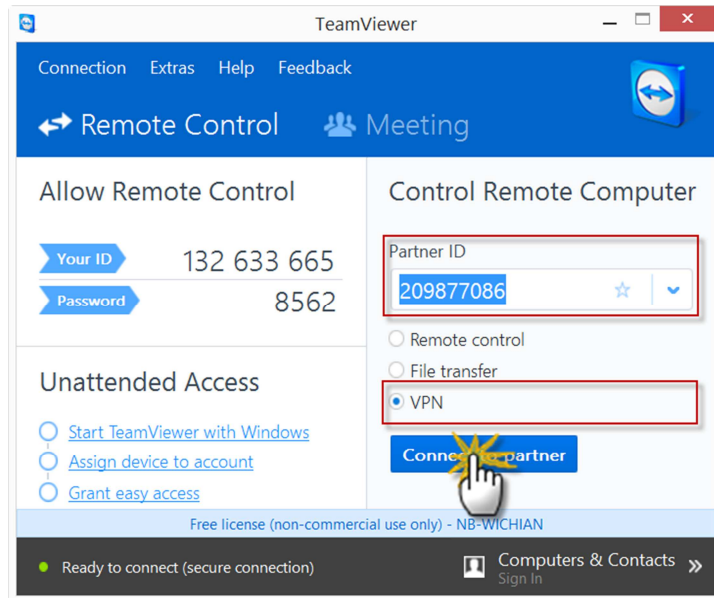 TeamViewer
Connection Extras Help Feedback
Remote Control Meeting
Allow Remote Control
Your ID 132 633 665
Password 8562
Unattended Access
Start TeamViewer with Windows
Assign device to account
Grant easy access
Control Remote Computer
Partner ID
209877086
Remote control
File transfer
VPN
partner
Free license (non-commercial use only) - NB-WICHIAN
Ready to connect (secure connection)
Computers & Contacts
Sign In